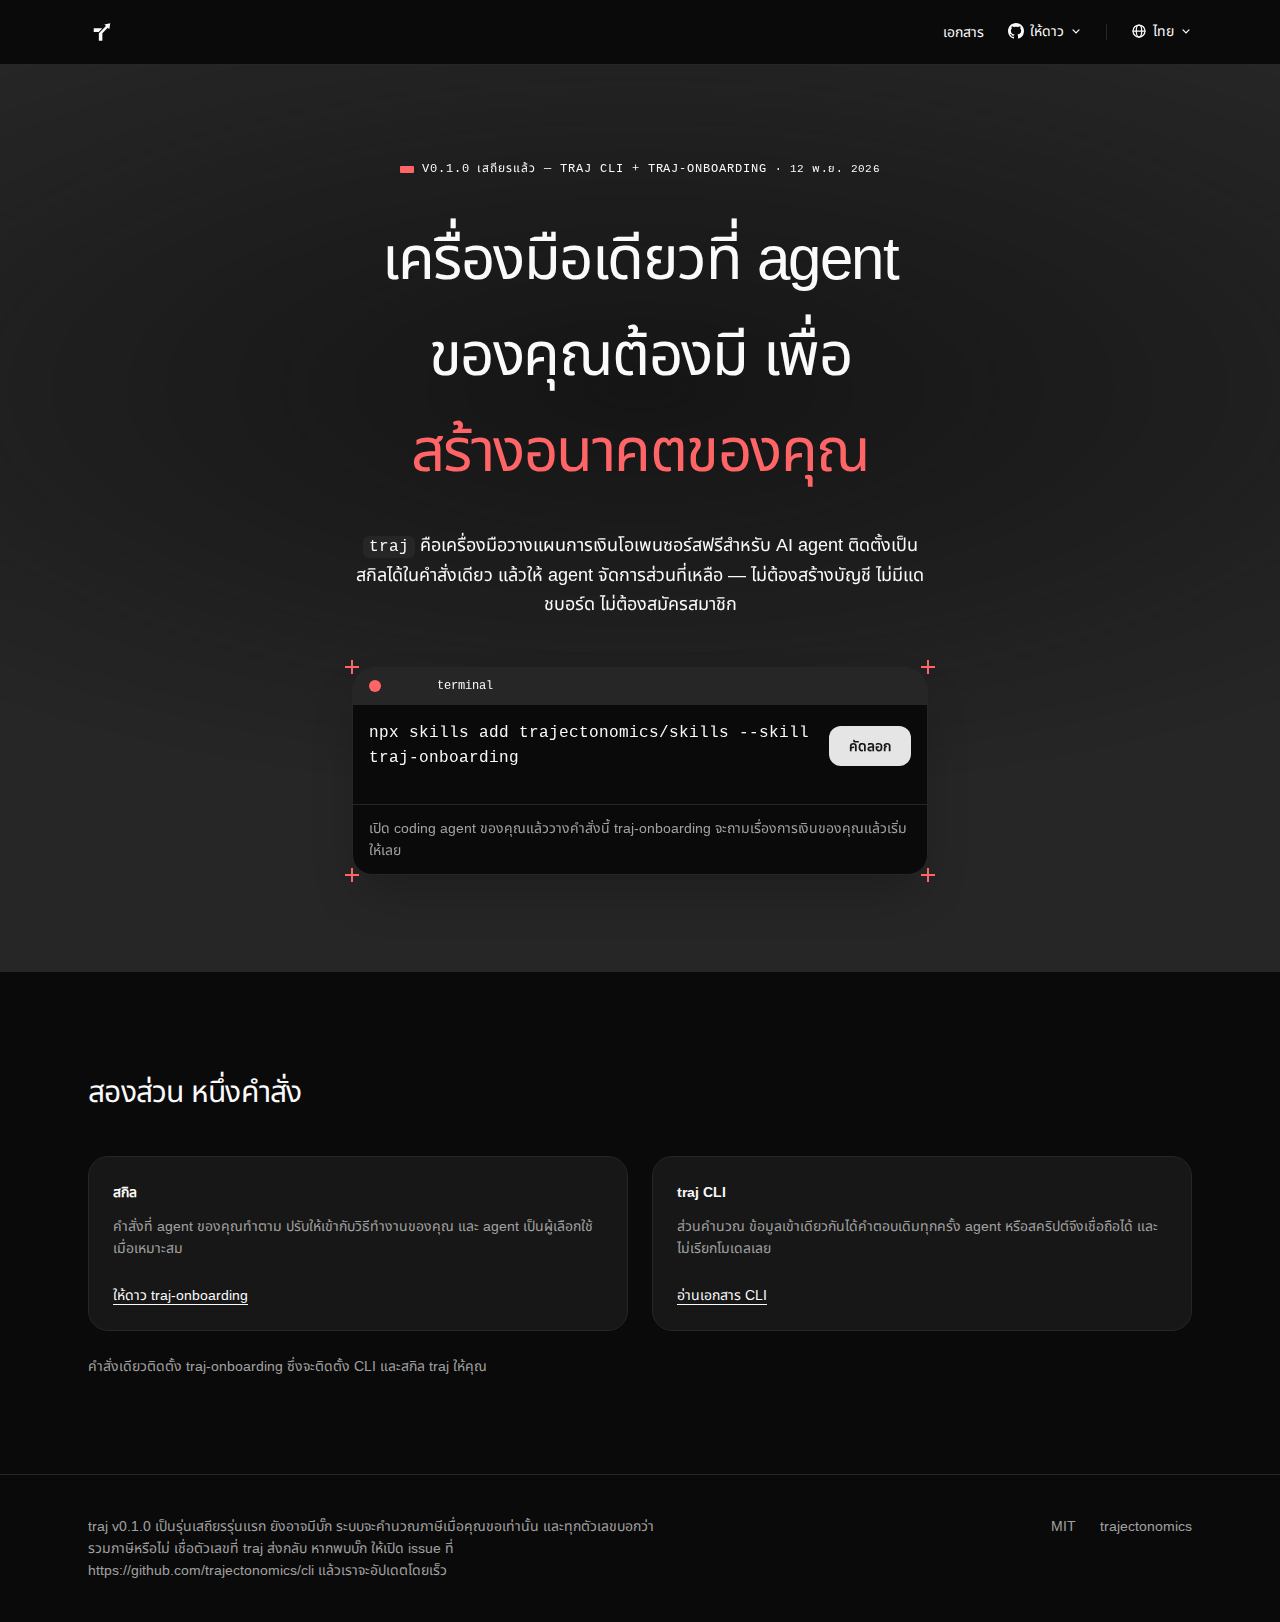 เอกสาร
ให้ดาว
ไทย
V0.1.0 เสถียรแล้ว — TRAJ CLI + TRAJ-ONBOARDING · 12 พ.ย. 2026
เครื่องมือเดียวที่ agent
ของคุณต้องมี เพื่อ
สร้างอนาคตของคุณ
traj คือเครื่องมือวางแผนการเงินโอเพนซอร์สฟรีสำหรับ AI agent ติดตั้งเป็น
สกิลได้ในคำสั่งเดียว แล้วให้ agent จัดการส่วนที่เหลือ — ไม่ต้องสร้างบัญชี ไม่มีแด
ชบอร์ด ไม่ต้องสมัครสมาชิก
terminal
npx skills add trajectonomics/skills --skill
traj-onboarding
คัดลอก
เปิด coding agent ของคุณแล้ววางคำสั่งนี้ traj-onboarding จะถามเรื่องการเงินของคุณแล้วเริ่ม
ให้เลย
สองส่วน หนึ่งคำสั่ง
สกิล
คำสั่งที่ agent ของคุณทำตาม ปรับให้เข้ากับวิธีทำงานของคุณ และ agent เป็นผู้เลือกใช้
เมื่อเหมาะสม
ให้ดาว traj-onboarding
traj CLI
ส่วนคำนวณ ข้อมูลเข้าเดียวกันได้คำตอบเดิมทุกครั้ง agent หรือสคริปต์จึงเชื่อถือได้ และ
ไม่เรียกโมเดลเลย
อ่านเอกสาร CLI
คำสั่งเดียวติดตั้ง traj-onboarding ซึ่งจะติดตั้ง CLI และสกิล traj ให้คุณ
traj v0.1.0 เป็นรุ่นเสถียรรุ่นแรก ยังอาจมีบั๊ก ระบบจะคำนวณภาษีเมื่อคุณขอเท่านั้น และทุกตัวเลขบอกว่า
รวมภาษีหรือไม่ เชื่อตัวเลขที่ traj ส่งกลับ หากพบบั๊ก ให้เปิด issue ที่
https://github.com/trajectonomics/cli แล้วเราจะอัปเดตโดยเร็ว
MIT
trajectonomics